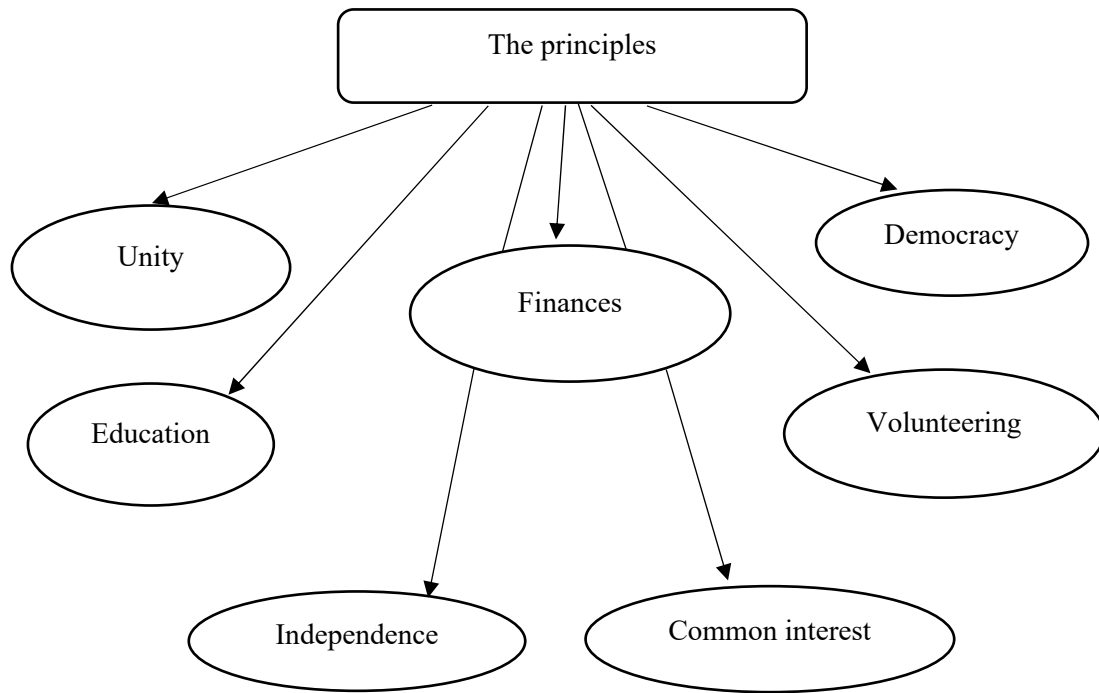 The principles
Unity
Democracy
Finances
Education
Volunteering
Independence
Common interest